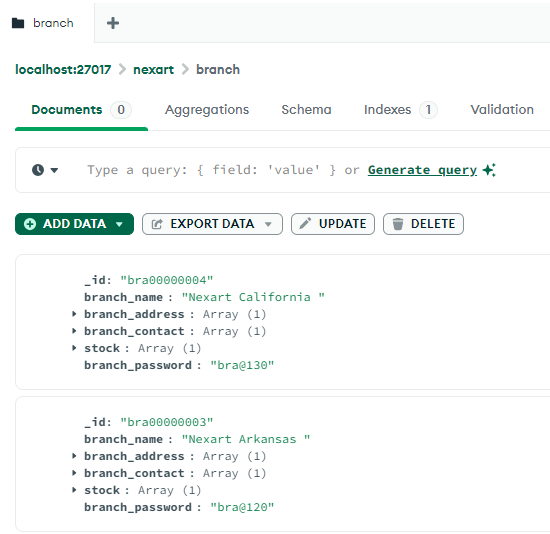 branch
localhost:27017 > nexart > branch
Documents 0 Aggregations Schema Indexes 1 Validation
Type a query: { field: 'value' } or Generate query
ADD DATA EXPORT DATA UPDATE DELETE
_id: "bra00000004"
branch_name : "Nexart California "
branch_address : Array (1)
branch_contact : Array (1)
stock : Array (1)
branch_password : "bra@130"
_id: "bra00000003"
branch_name : "Nexart Arkansas "
branch_address : Array (1)
branch_contact : Array (1)
stock : Array (1)
branch_password : "bra@120"